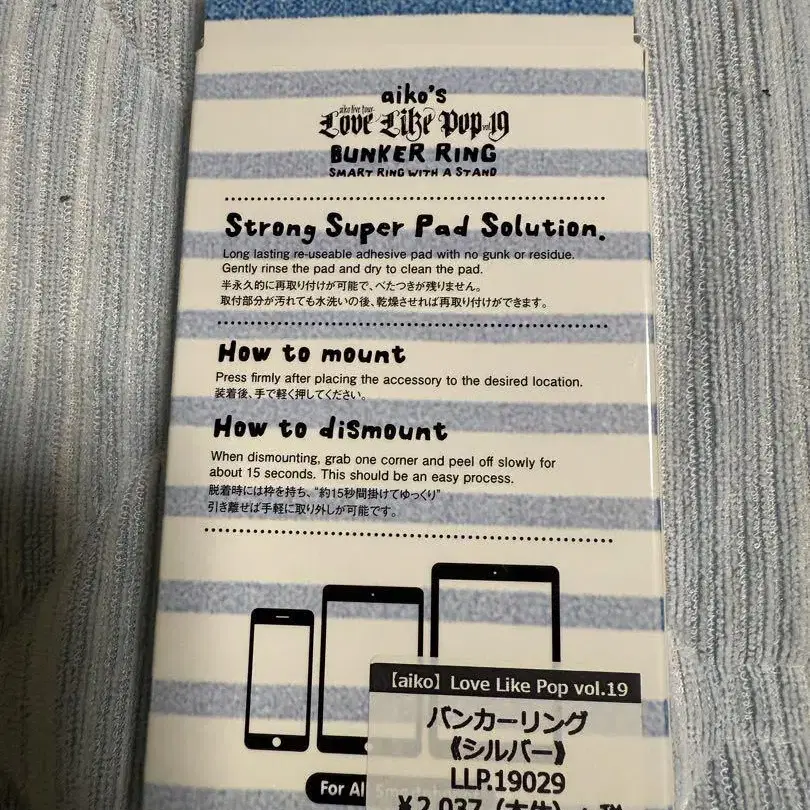 aiko's
aiko live tour
Love Like Pop vol.19
BUNKER RING
SMART RING WITH A STAND
Strong Super Pad Solution.
Long lasting re-useable adhesive pad with no gunk or residue.
Gently rinse the pad and dry to clean the pad.
半永久的に再取り付けが可能で、べたつきが残りません。
取付部分が汚れても水洗いの後、乾燥させれば再取り付けができます。
How to mount
Press firmly after placing the accessory to the desired location.
装着後、手で軽く押してください。
How to dismount
When dismounting, grab one corner and peel off slowly for
about 15 seconds. This should be an easy process.
脱着時には枠を持ち、“約15秒間掛けてゆっくり”
引き離せば手軽に取り外しが可能です。
【aiko】Love Like Pop vol.19
バンカーリング
《シルバー》
LLP.19029
For All
¥2,037（本体）+税